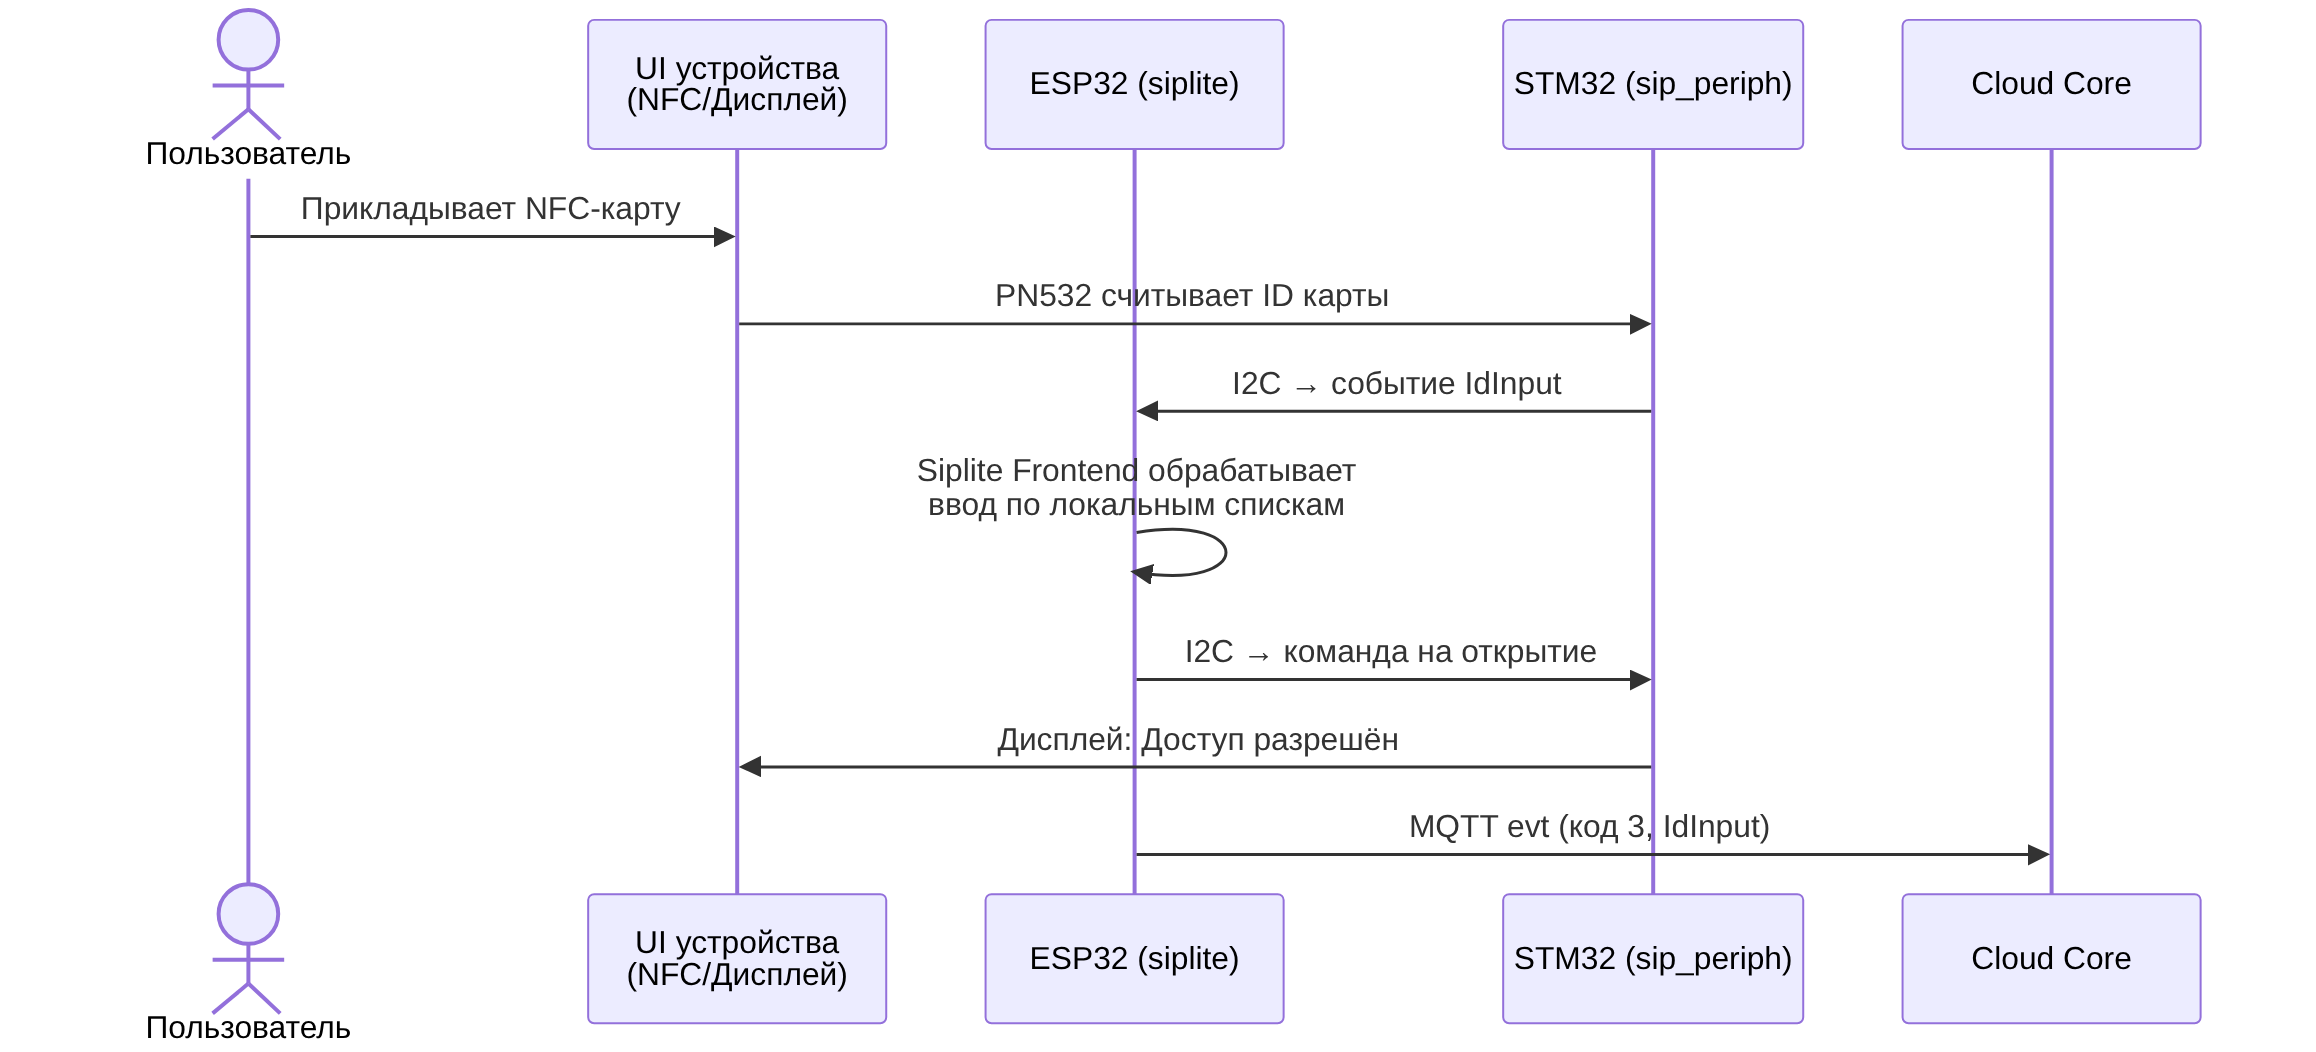 Пользователь
UI устройства
(NFC/Дисплей)
ESP32 (siplite)
STM32 (sip_periph)
Cloud Core
Прикладывает NFC-карту
PN532 считывает ID карты
I2C → событие IdInput
Siplite Frontend обрабатывает
ввод по локальным спискам
I2C → команда на открытие
Дисплей: Доступ разрешён
MQTT evt (код 3, IdInput)
Пользователь
UI устройства
(NFC/Дисплей)
ESP32 (siplite)
STM32 (sip_periph)
Cloud Core